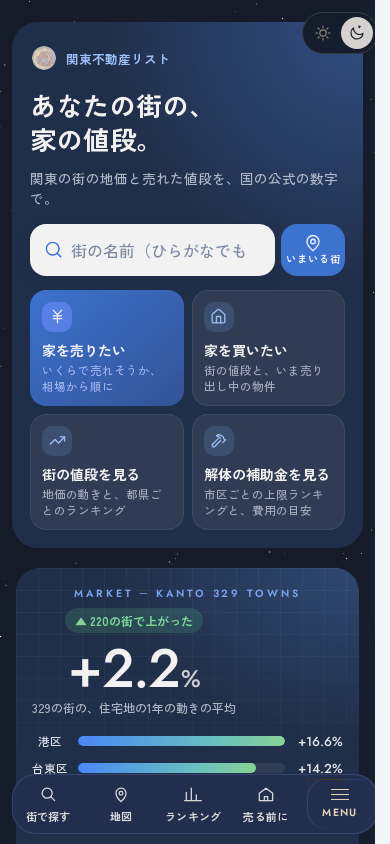 関東不動産リスト
あなたの街の、
家の値段。
関東の街の地価と売れた値段を、国の公式の数字
で。
街の名前（ひらがなでも
いまいる街
家を売りたい
いくらで売れそうか、
相場から順に
家を買いたい
街の値段と、いま売り
出し中の物件
街の値段を見る
地価の動きと、都県ご
とのランキング
解体の補助金を見る
市区ごとの上限ランキ
ングと、費用の目安
MARKET — KANTO 329 TOWNS
▲ 220の街で上がった
+2.2%
329の街の、住宅地の1年の動きの平均
港区 +16.6%
台東区 +14.2%
街で探す
地図
ランキング
売る前に
MENU